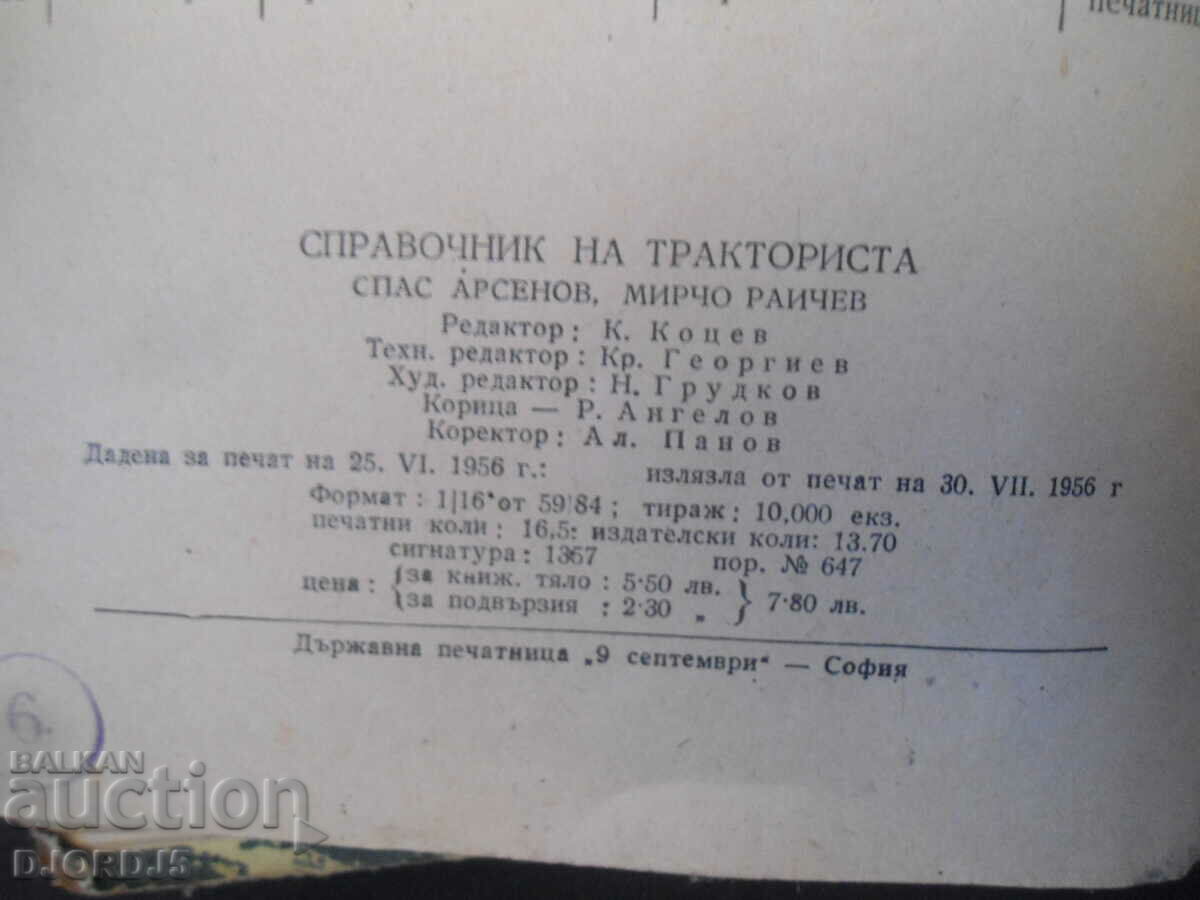 печатниц
СПРАВОЧНИК НА ТРАКТОРИСТА
СПАС АРСЕНОВ, МИРЧО РАИЧЕВ
Редактор: К. Коцев
Техн. редактор: Кр. Георгиев
Худ. редактор: Н. Грудков
Корица — Р. Ангелов
Коректор: Ал. Панов
Дадена за печат на 25. VI. 1956 г.: излязла от печат на 30. VII. 1956 г
Формат: 1|16 от 59/84; тираж: 10,000 екз.
печатни коли: 16,5: издателски коли: 13.70
сигнатура: 1367 пор. № 647
цена: {за книж. тяло: 5·50 лв. } 7·80 лв.
за подвързия : 2·30 „
Държавна печатница „9 септември“ — София
6.
BALKAN
auction
D.JORD.J5